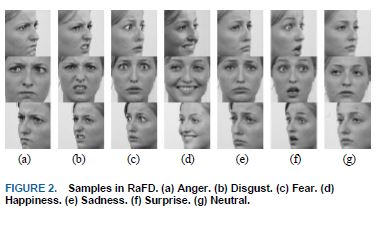 (a) (b) (c) (d) (e) (f) (g)
FIGURE 2. Samples in RaFD. (a) Anger. (b) Disgust. (c) Fear. (d)
Happiness. (e) Sadness. (f) Surprise. (g) Neutral.